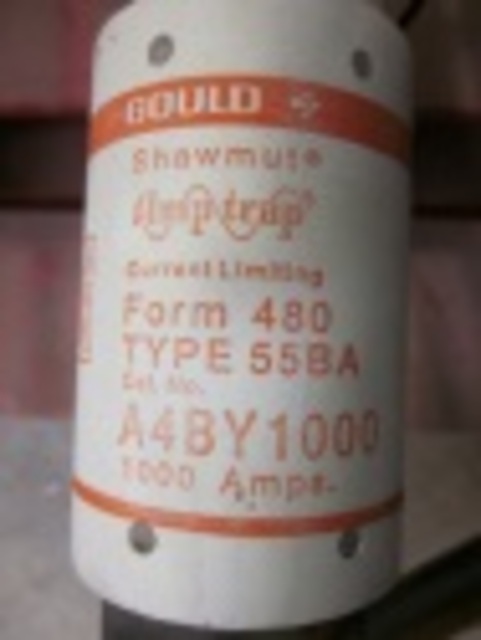 GOULD
Shawmut®
Amp-trap®
Current Limiting
Form 480
TYPE 55BA
Cat. No.
A4BY1000
1000 Amps.